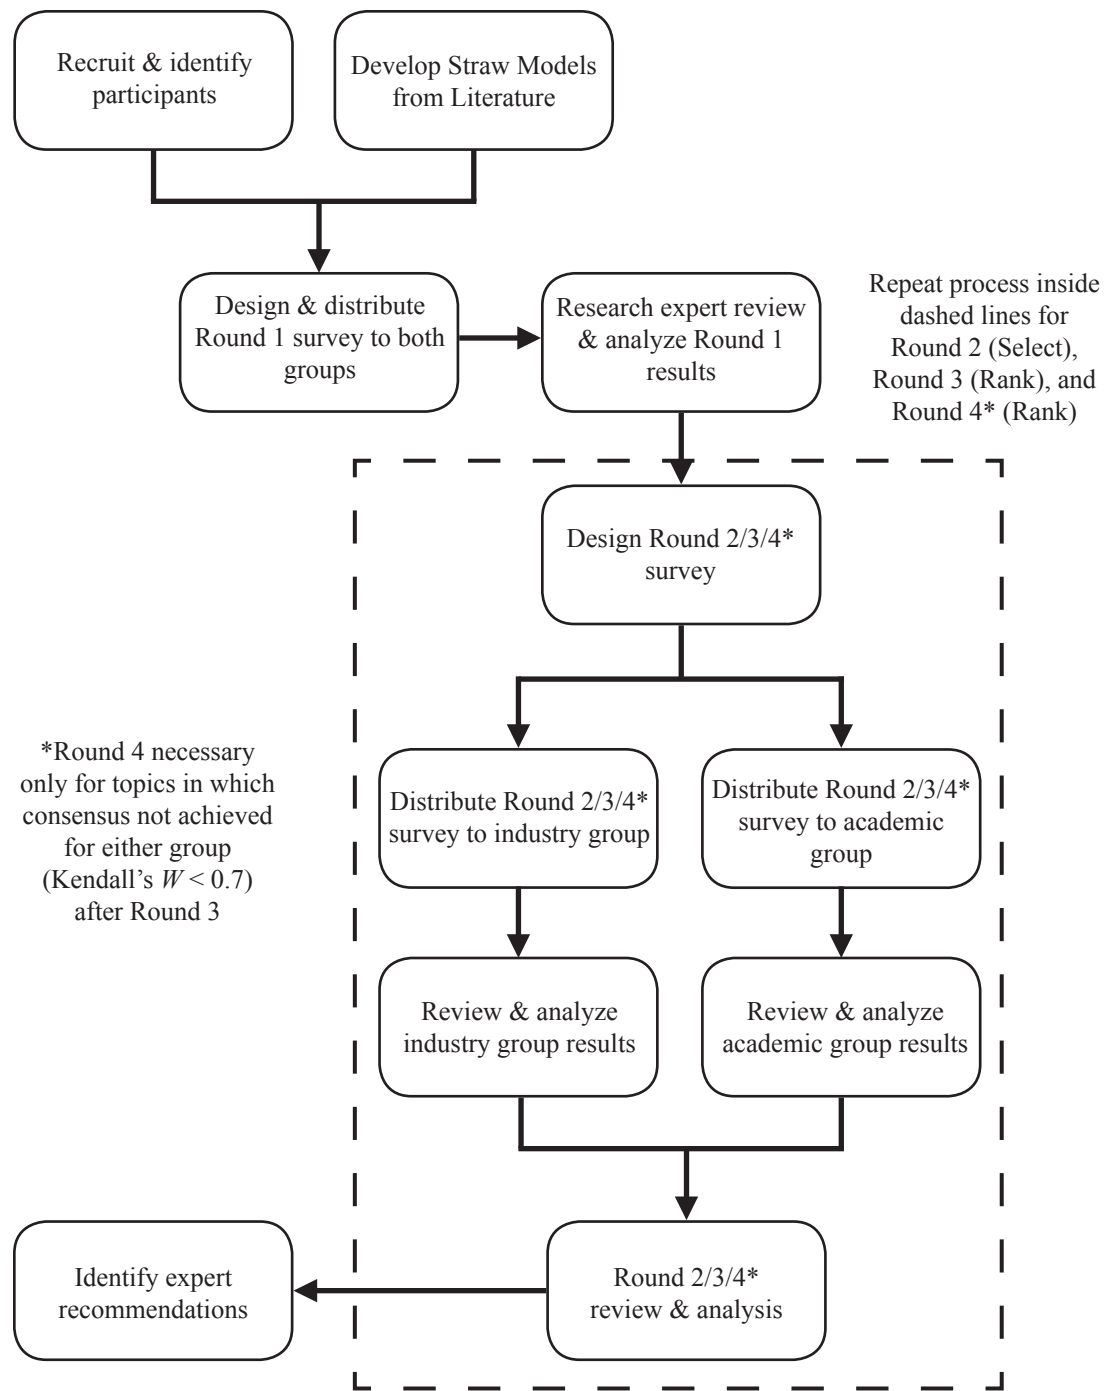 Recruit & identify
participants
Develop Straw Models
from Literature
Design & distribute
Round 1 survey to both
groups
Research expert review
& analyze Round 1
results
Repeat process inside
dashed lines for
Round 2 (Select),
Round 3 (Rank), and
Round 4* (Rank)
Design Round 2/3/4*
survey
*Round 4 necessary
only for topics in which
consensus not achieved
for either group
(Kendall’s W < 0.7)
after Round 3
Distribute Round 2/3/4*
survey to industry group
Distribute Round 2/3/4*
survey to academic
group
Review & analyze
industry group results
Review & analyze
academic group results
Identify expert
recommendations
Round 2/3/4*
review & analysis